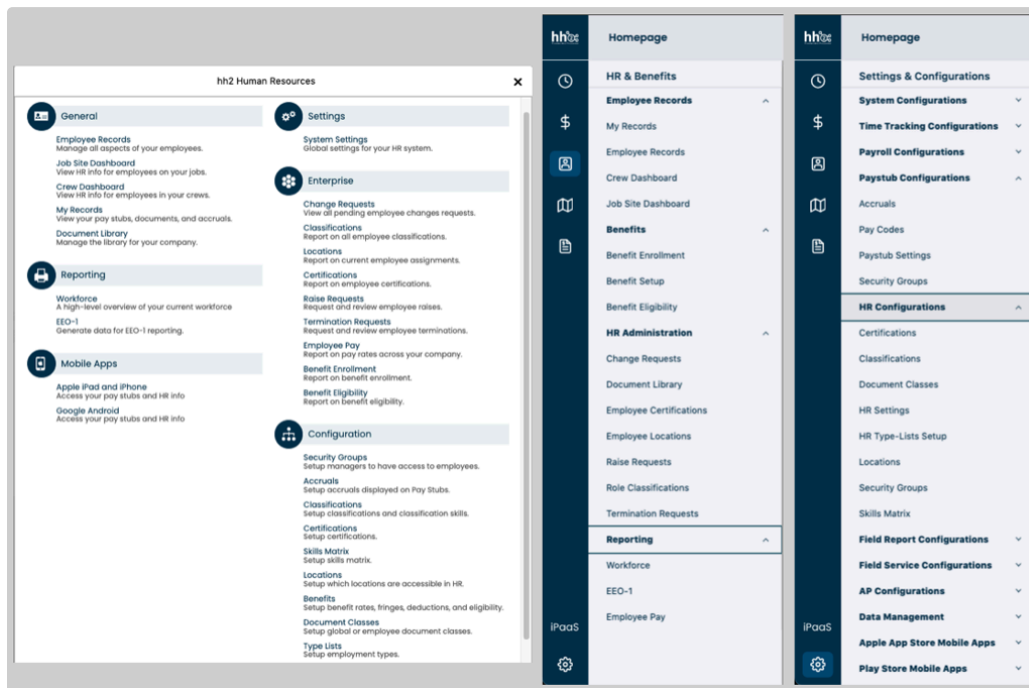 hh2 Human Resources
General
Employee Records
Manage all aspects of your employees.
Job Site Dashboard
View HR info for employees on your jobs.
Crew Dashboard
View HR info for employees in your crews.
My Records
View your pay stubs, documents, and accruals.
Document Library
Manage the library for your company.
Reporting
Workforce
A high-level overview of your current workforce
EEO-1
Generate data for EEO-1 reporting.
Mobile Apps
Apple iPad and iPhone
Access your pay stubs and HR info
Google Android
Access your pay stubs and HR info
Settings
System Settings
Global settings for your HR system.
Enterprise
Change Requests
View all pending employee changes requests.
Classifications
Report on all employee classifications.
Locations
Report on current employee assignments.
Certifications
Report on employee certifications.
Raise Requests
Request and review employee raises.
Termination Requests
Request and review employee terminations.
Employee Pay
Report on pay rates across your company.
Benefit Enrollment
Report on benefit enrollment.
Benefit Eligibility
Report on benefit eligibility.
Configuration
Security Groups
Setup managers to have access to employees.
Accruals
Setup accruals displayed on Pay Stubs.
Classifications
Setup classifications and classification skills.
Certifications
Setup certifications.
Skills Matrix
Setup skills matrix.
Locations
Setup which locations are accessible in HR.
Benefits
Setup benefit rates, fringes, deductions, and eligibility.
Document Classes
Setup global or employee document classes.
Type Lists
Setup employment types.
hh2
Homepage
HR & Benefits
Employee Records
My Records
Employee Records
Crew Dashboard
Job Site Dashboard
Benefits
Benefit Enrollment
Benefit Setup
Benefit Eligibility
HR Administration
Change Requests
Document Library
Employee Certifications
Employee Locations
Raise Requests
Role Classifications
Termination Requests
Reporting
Workforce
EEO-1
Employee Pay
iPaaS
hh2
Homepage
Settings & Configurations
System Configurations
Time Tracking Configurations
Payroll Configurations
Paystub Configurations
Accruals
Pay Codes
Paystub Settings
Security Groups
HR Configurations
Certifications
Classifications
Document Classes
HR Settings
HR Type-Lists Setup
Locations
Security Groups
Skills Matrix
Field Report Configurations
Field Service Configurations
AP Configurations
Data Management
Apple App Store Mobile Apps
Play Store Mobile Apps
iPaaS